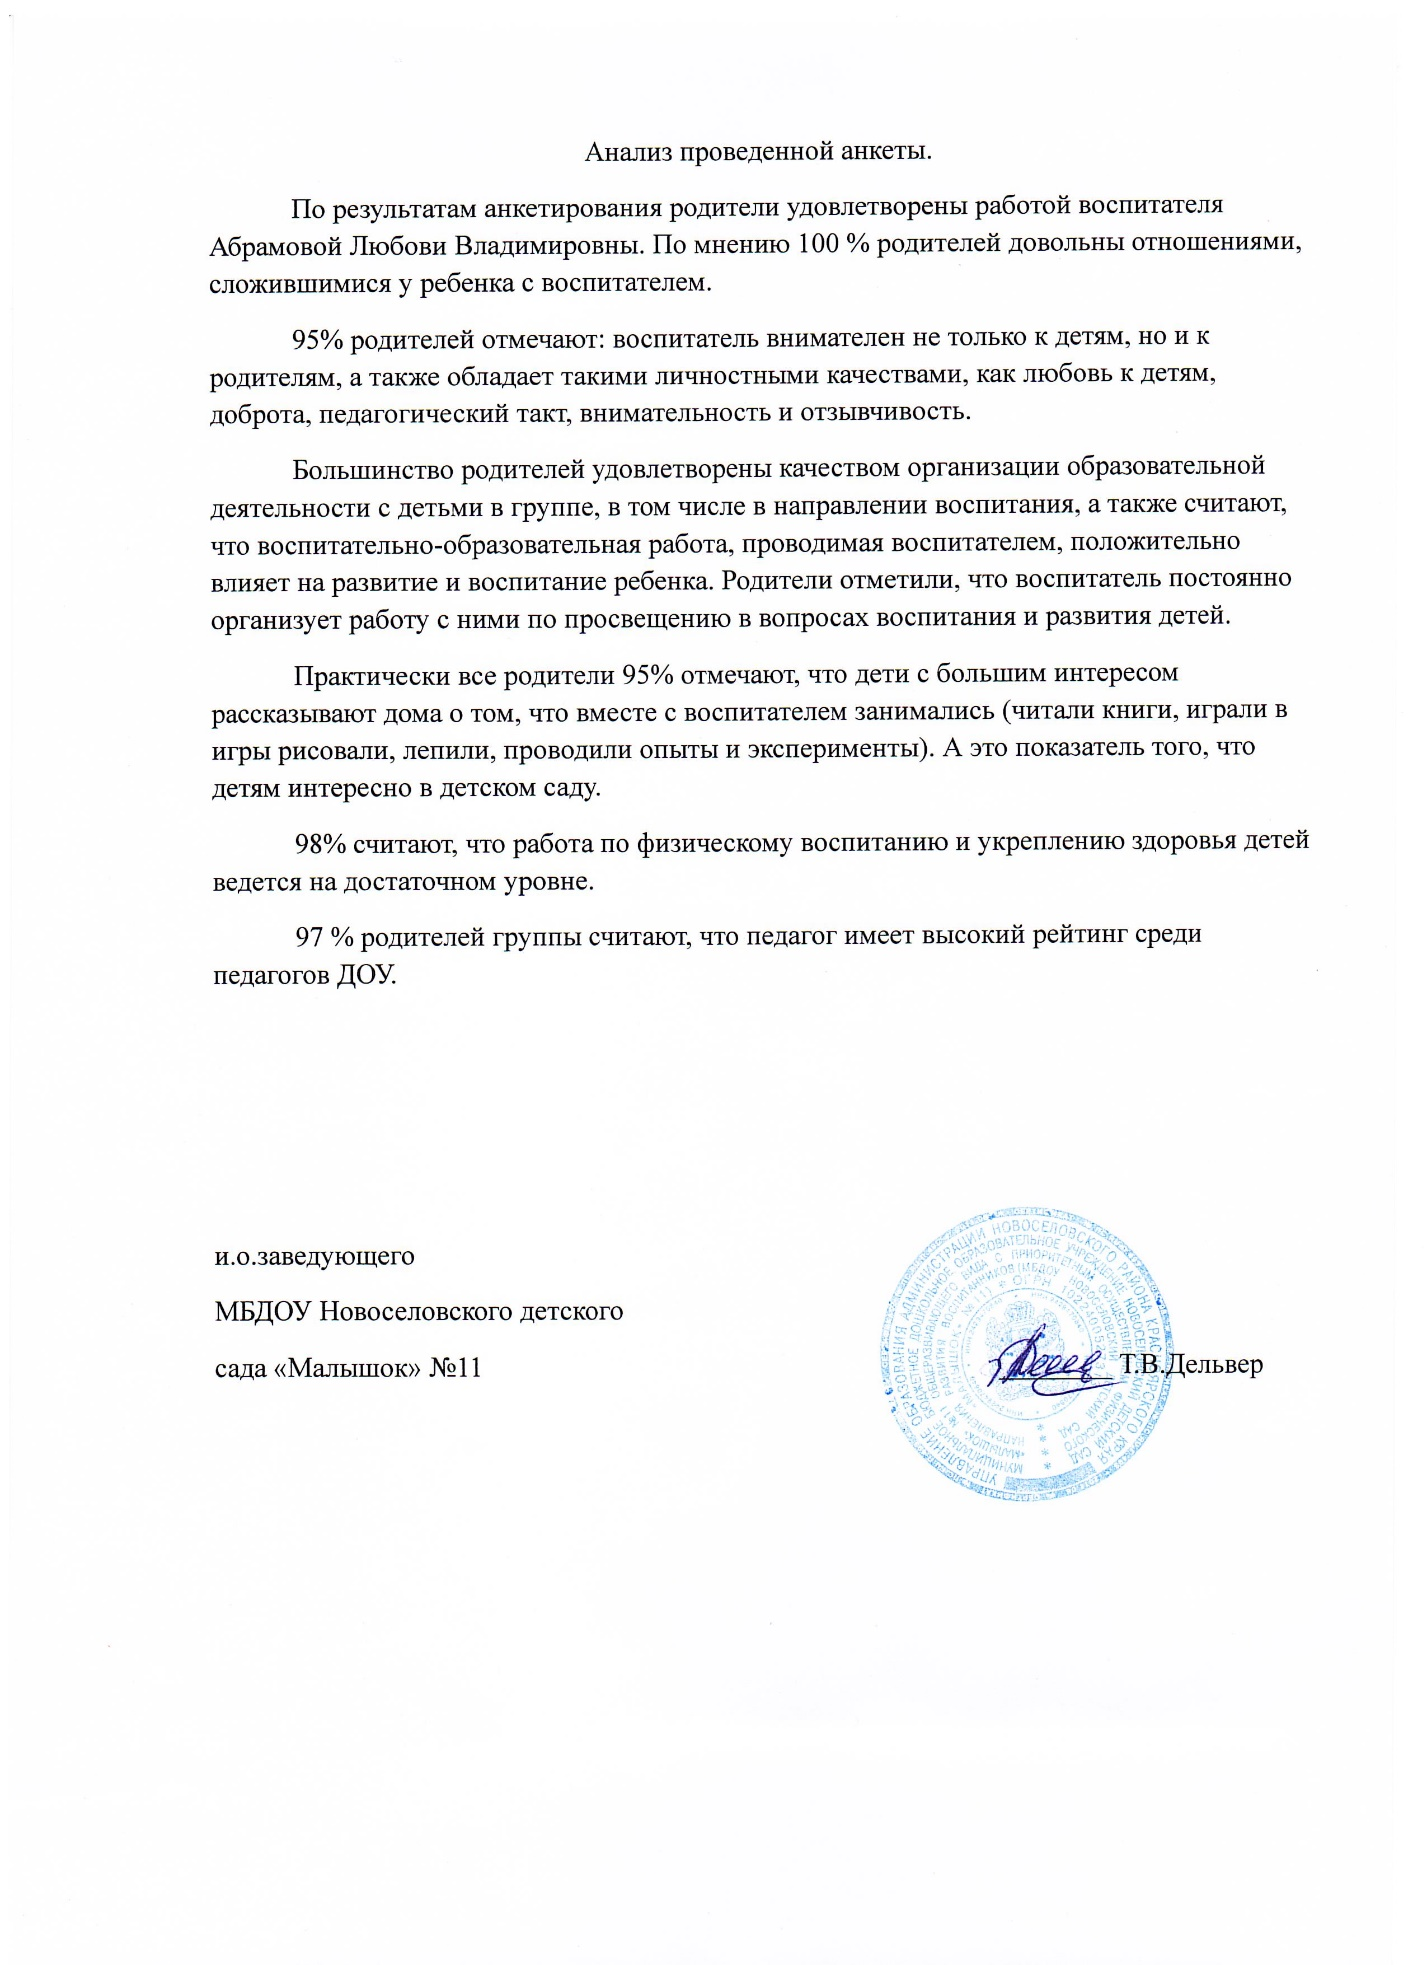 Анализ проведенной анкеты.
По результатам анкетирования родители удовлетворены работой воспитателя
Абрамовой Любови Владимировны. По мнению 100 % родителей довольны отношениями,
сложившимися у ребенка с воспитателем.
95% родителей отмечают: воспитатель внимателен не только к детям, но и к
родителям, а также обладает такими личностными качествами, как любовь к детям,
доброта, педагогический такт, внимательность и отзывчивость.
Большинство родителей удовлетворены качеством организации образовательной
деятельности с детьми в группе, в том числе в направлении воспитания, а также считают,
что воспитательно-образовательная работа, проводимая воспитателем, положительно
влияет на развитие и воспитание ребенка. Родители отметили, что воспитатель постоянно
организует работу с ними по просвещению в вопросах воспитания и развития детей.
Практически все родители 95% отмечают, что дети с большим интересом
рассказывают дома о том, что вместе с воспитателем занимались (читали книги, играли в
игры рисовали, лепили, проводили опыты и эксперименты). А это показатель того, что
детям интересно в детском саду.
98% считают, что работа по физическому воспитанию и укреплению здоровья детей
ведется на достаточном уровне.
97 % родителей группы считают, что педагог имеет высокий рейтинг среди
педагогов ДОУ.
и.о.заведующего
МБДОУ Новоселовского детского
сада «Малышок» №11
Т.В.Дельвер
УПРАВЛЕНИЕ ОБРАЗОВАНИЯ АДМИНИСТРАЦИИ НОВОСЕЛОВСКОГО РАЙОНА КРАСНОЯРСКОГО КРАЯ